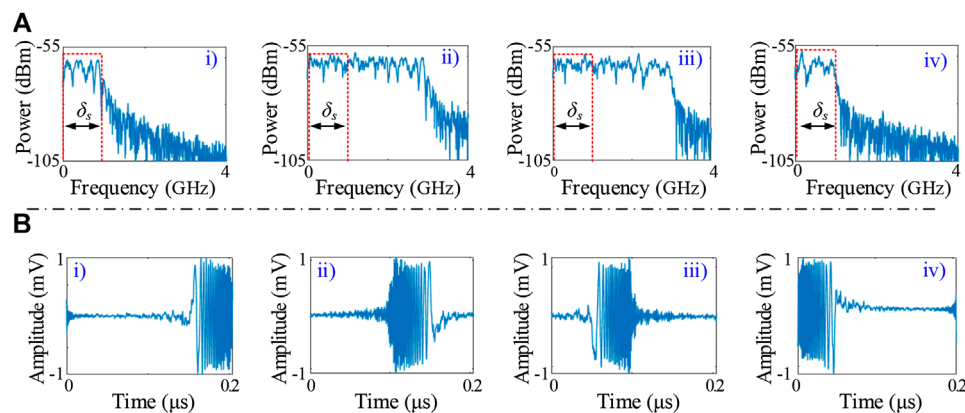 A
Power (dBm)
-55
-105
i)
δs
0
4
Frequency (GHz)
Power (dBm)
-55
-105
ii)
δs
0
4
Frequency (GHz)
Power (dBm)
-55
-105
iii)
δs
0
4
Frequency (GHz)
Power (dBm)
-55
-105
iv)
δs
0
4
Frequency (GHz)
B
Amplitude (mV)
1
-1
i)
0
0.2
Time (μs)
Amplitude (mV)
1
-1
ii)
0
0.2
Time (μs)
Amplitude (mV)
1
-1
iii)
0
0.2
Time (μs)
Amplitude (mV)
1
-1
iv)
0
0.2
Time (μs)